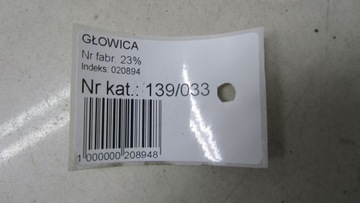 GŁOWICA
Nr fabr. 23%
Indeks: 020894
Nr kat.: 139/033
1 000000 208948